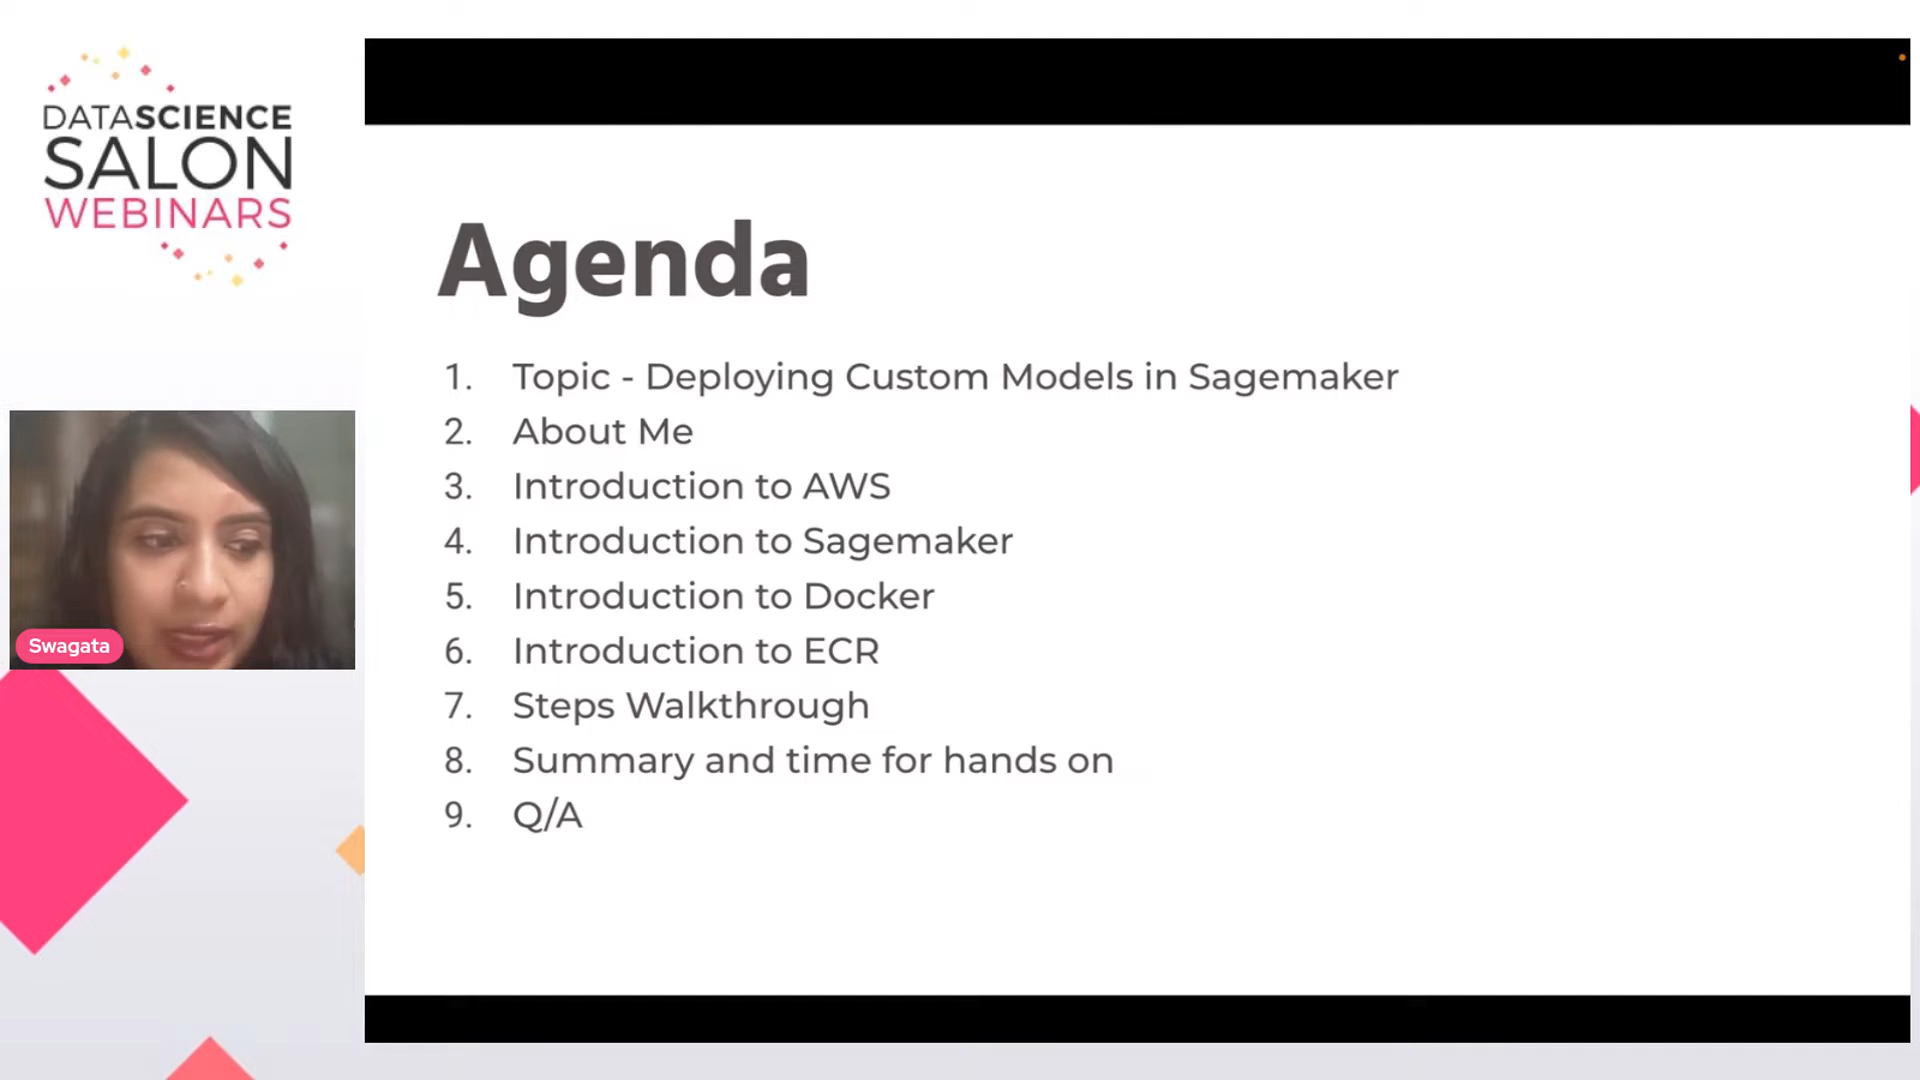 DATASCIENCE
SALON
WEBINARS
Agenda
1. Topic - Deploying Custom Models in Sagemaker
2. About Me
3. Introduction to AWS
4. Introduction to Sagemaker
5. Introduction to Docker
6. Introduction to ECR
7. Steps Walkthrough
8. Summary and time for hands on
9. Q/A
Swagata